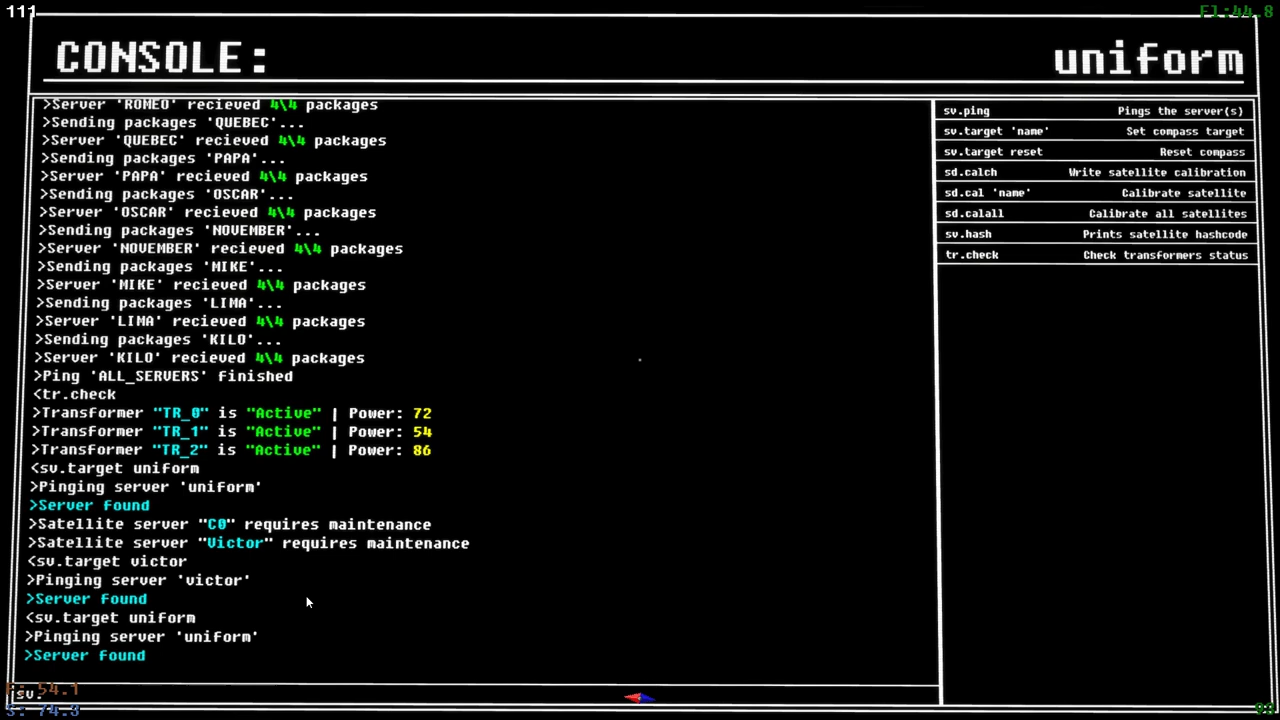 111
F1:44.8
CONSOLE:
uniform
>Server 'ROMEO' recieved 4\4 packages
>Sending packages 'QUEBEC'...
>Server 'QUEBEC' recieved 4\4 packages
>Sending packages 'PAPA'...
>Server 'PAPA' recieved 4\4 packages
>Sending packages 'OSCAR'...
>Server 'OSCAR' recieved 4\4 packages
>Sending packages 'NOVEMBER'...
>Server 'NOVEMBER' recieved 4\4 packages
>Sending packages 'MIKE'...
>Server 'MIKE' recieved 4\4 packages
>Sending packages 'LIMA'...
>Server 'LIMA' recieved 4\4 packages
>Sending packages 'KILO'...
>Server 'KILO' recieved 4\4 packages
>Ping 'ALL_SERVERS' finished
<tr.check
>Transformer "TR_0" is "Active" | Power: 72
>Transformer "TR_1" is "Active" | Power: 54
>Transformer "TR_2" is "Active" | Power: 86
<sv.target uniform
>Pinging server 'uniform'
>Server found
>Satellite server "C0" requires maintenance
>Satellite server "Victor" requires maintenance
<sv.target victor
>Pinging server 'victor'
>Server found
<sv.target uniform
>Pinging server 'uniform'
>Server found
sv.ping Pings the server(s)
sv.target 'name' Set compass target
sv.target reset Reset compass
sd.calch Write satellite calibration
sd.cal 'name' Calibrate satellite
sd.calall Calibrate all satellites
sv.hash Prints satellite hashcode
tr.check Check transformers status
54.1
sv.
S: 74.3